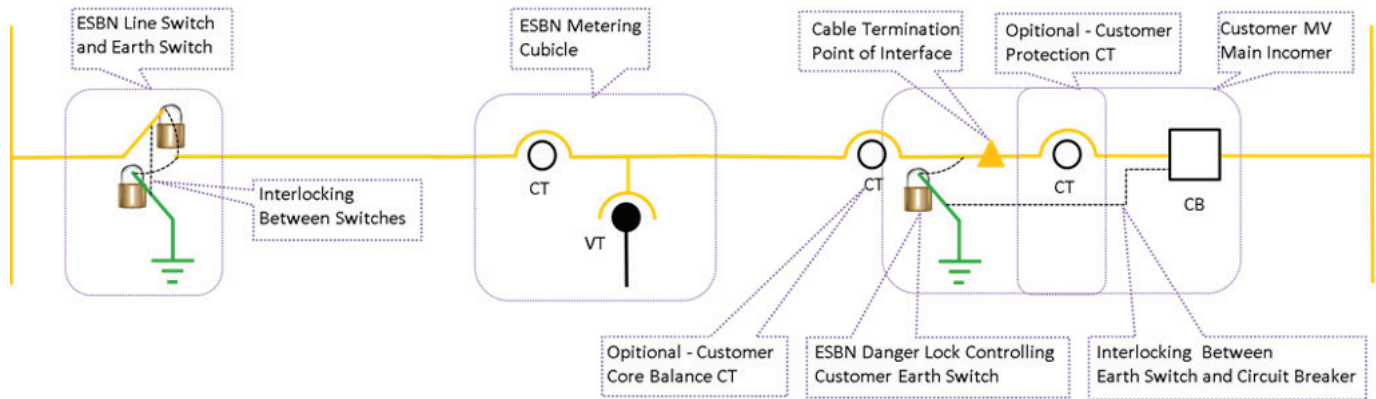 ESBN Line Switch
and Earth Switch
ESBN Metering
Cubicle
Cable Termination
Point of Interface
Opitional - Customer
Protection CT
Customer MV
Main Incomer
Interlocking
Between Switches
CT
VT
CT
CT
CB
Opitional - Customer
Core Balance CT
ESBN Danger Lock Controlling
Customer Earth Switch
Interlocking Between
Earth Switch and Circuit Breaker